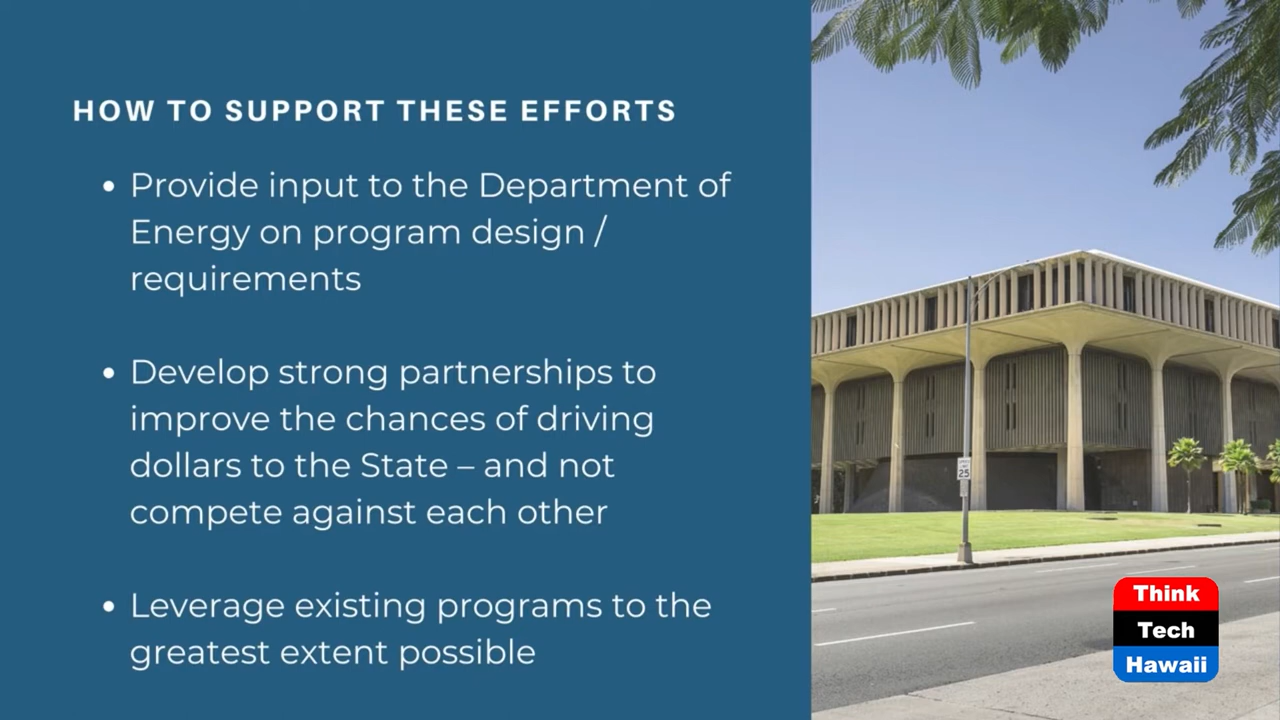 HOW TO SUPPORT THESE EFFORTS
• Provide input to the Department of
Energy on program design /
requirements
• Develop strong partnerships to
improve the chances of driving
dollars to the State – and not
compete against each other
• Leverage existing programs to the
greatest extent possible
25
Think
Tech
Hawaii